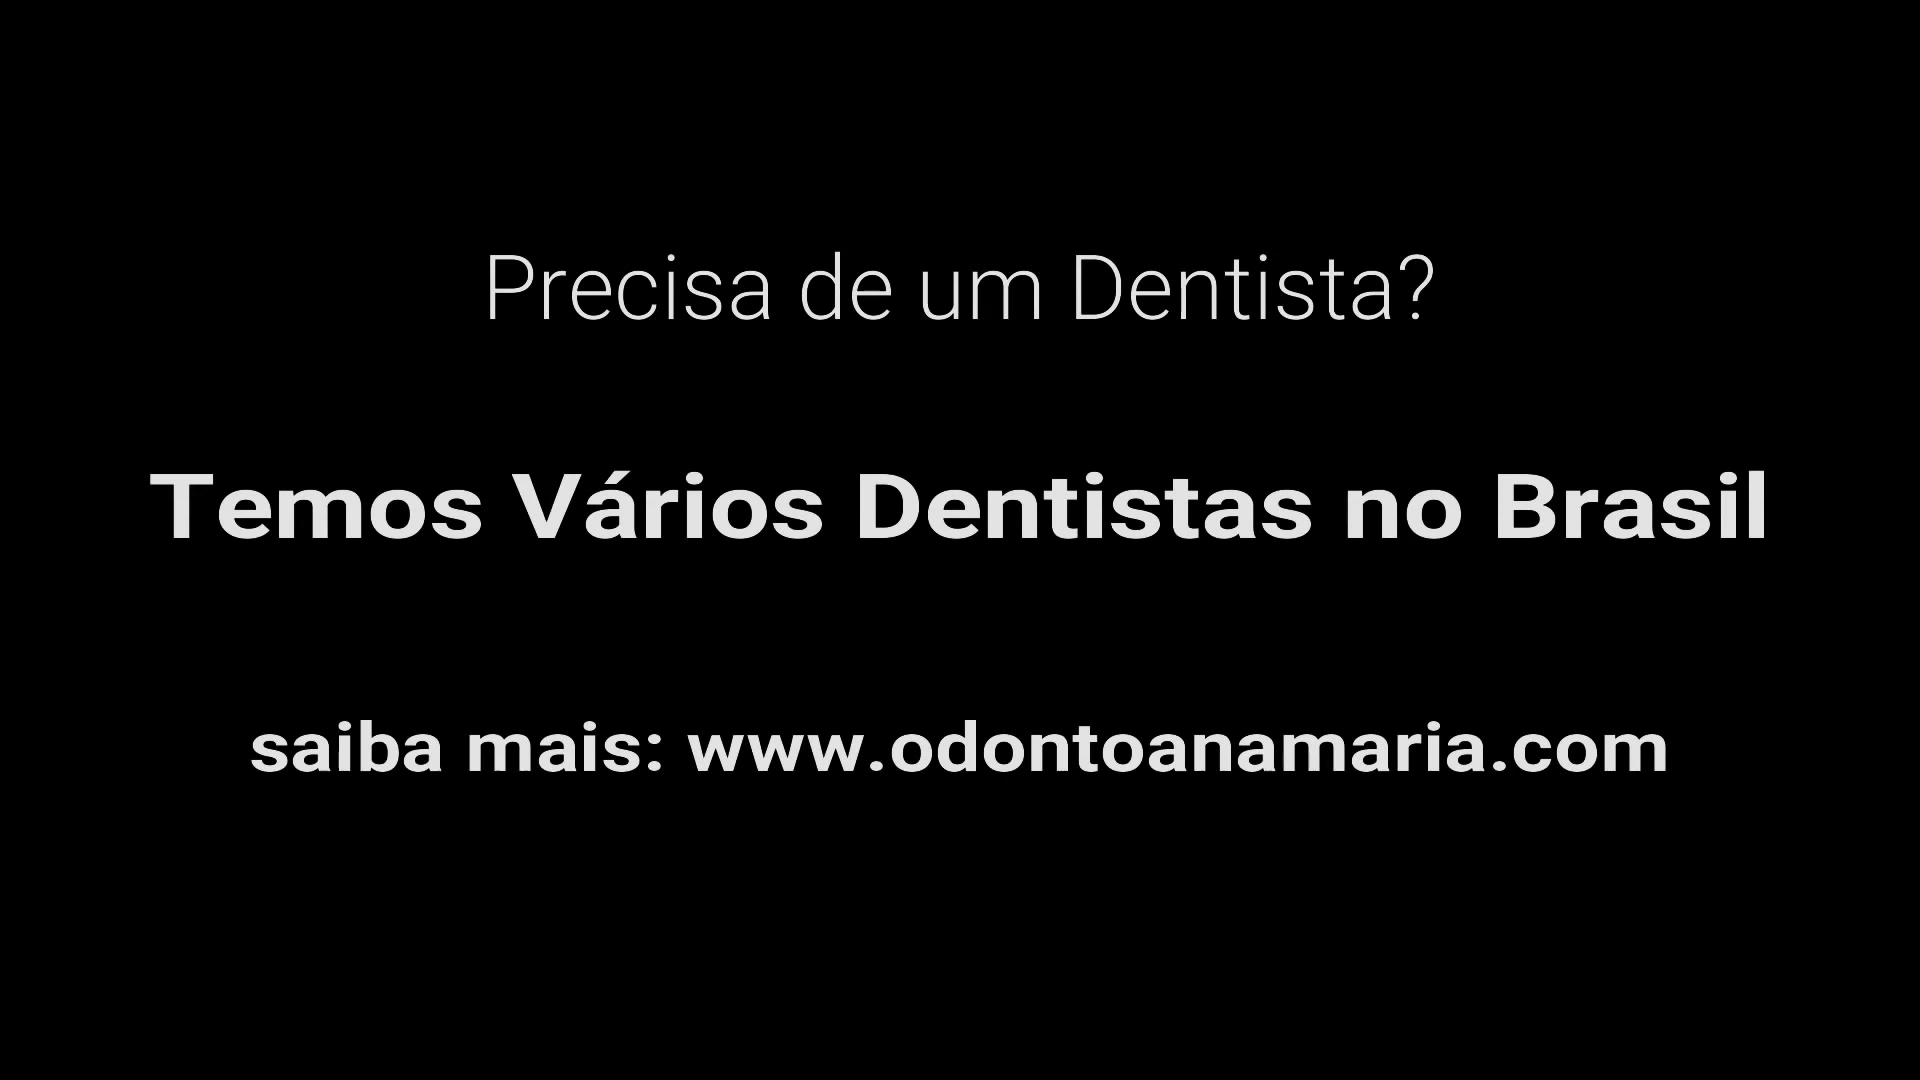 Precisa de um Dentista?
Temos Vários Dentistas no Brasil
saiba mais: www.odontoanamaria.com